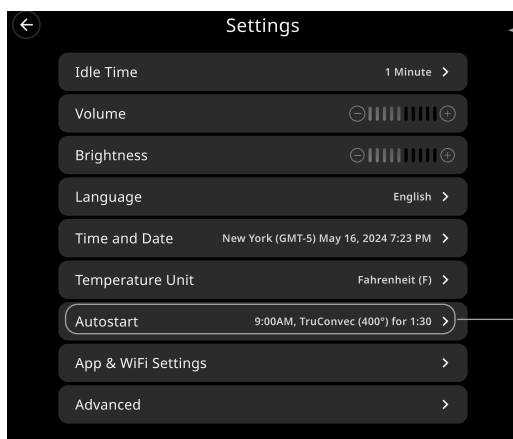 Settings
Idle Time 1 Minute
Volume
Brightness
Language English
Time and Date New York (GMT-5) May 16, 2024 7:23 PM
Temperature Unit Fahrenheit (F)
Autostart 9:00AM, TruConvec (400°) for 1:30
App & WiFi Settings
Advanced